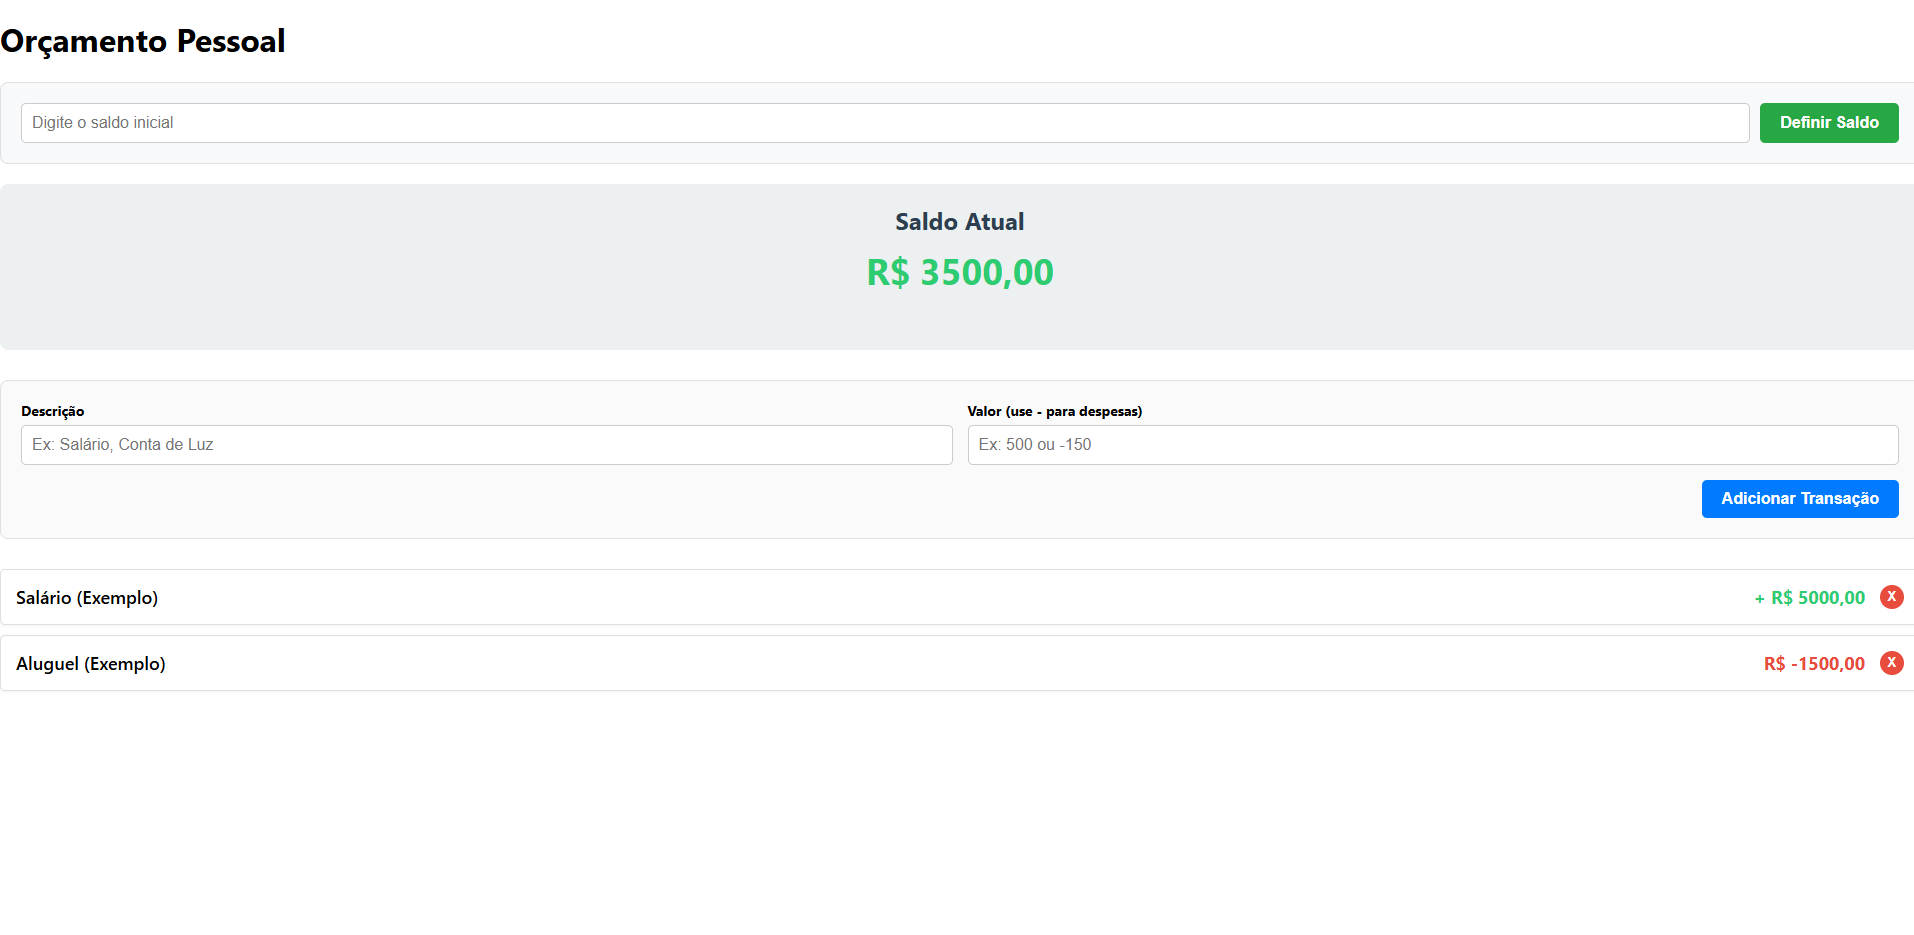 Orçamento Pessoal
Digite o saldo inicial
Definir Saldo
Saldo Atual
R$ 3500,00
Descrição
Valor (use - para despesas)
Ex: Salário, Conta de Luz
Ex: 500 ou -150
Adicionar Transação
Salário (Exemplo)
+ R$ 5000,00
X
Aluguel (Exemplo)
R$ -1500,00
X